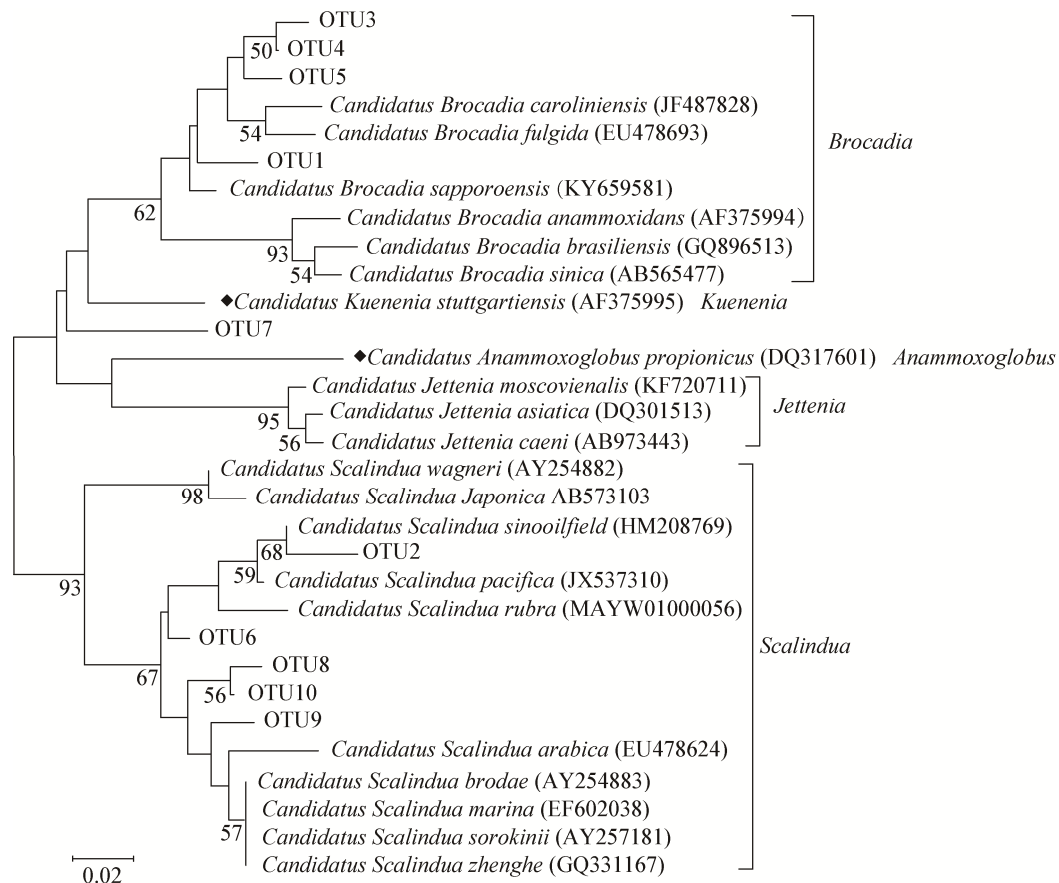 OTU3
50
OTU4
OTU5
Candidatus Brocadia caroliniensis (JF487828)
54
Candidatus Brocadia fulgida (EU478693)
Brocadia
OTU1
Candidatus Brocadia sapporoensis (KY659581)
62
Candidatus Brocadia anammoxidans (AF375994)
93
Candidatus Brocadia brasiliensis (GQ896513)
54
Candidatus Brocadia sinica (AB565477)
◆Candidatus Kuenenia stuttgartiensis (AF375995) Kuenenia
OTU7
◆Candidatus Anammoxoglobus propionicus (DQ317601) Anammoxoglobus
Candidatus Jettenia moscovienalis (KF720711)
95
Candidatus Jettenia asiatica (DQ301513)
Jettenia
56
Candidatus Jettenia caeni (AB973443)
Candidatus Scalindua wagneri (AY254882)
98
Candidatus Scalindua Japonica AB573103
Candidatus Scalindua sinooilfield (HM208769)
68
OTU2
59
Candidatus Scalindua pacifica (JX537310)
93
Candidatus Scalindua rubra (MAYW01000056)
OTU6
Scalindua
67
OTU8
56
OTU10
OTU9
Candidatus Scalindua arabica (EU478624)
Candidatus Scalindua brodae (AY254883)
Candidatus Scalindua marina (EF602038)
57
Candidatus Scalindua sorokinii (AY257181)
Candidatus Scalindua zhenghe (GQ331167)
0.02